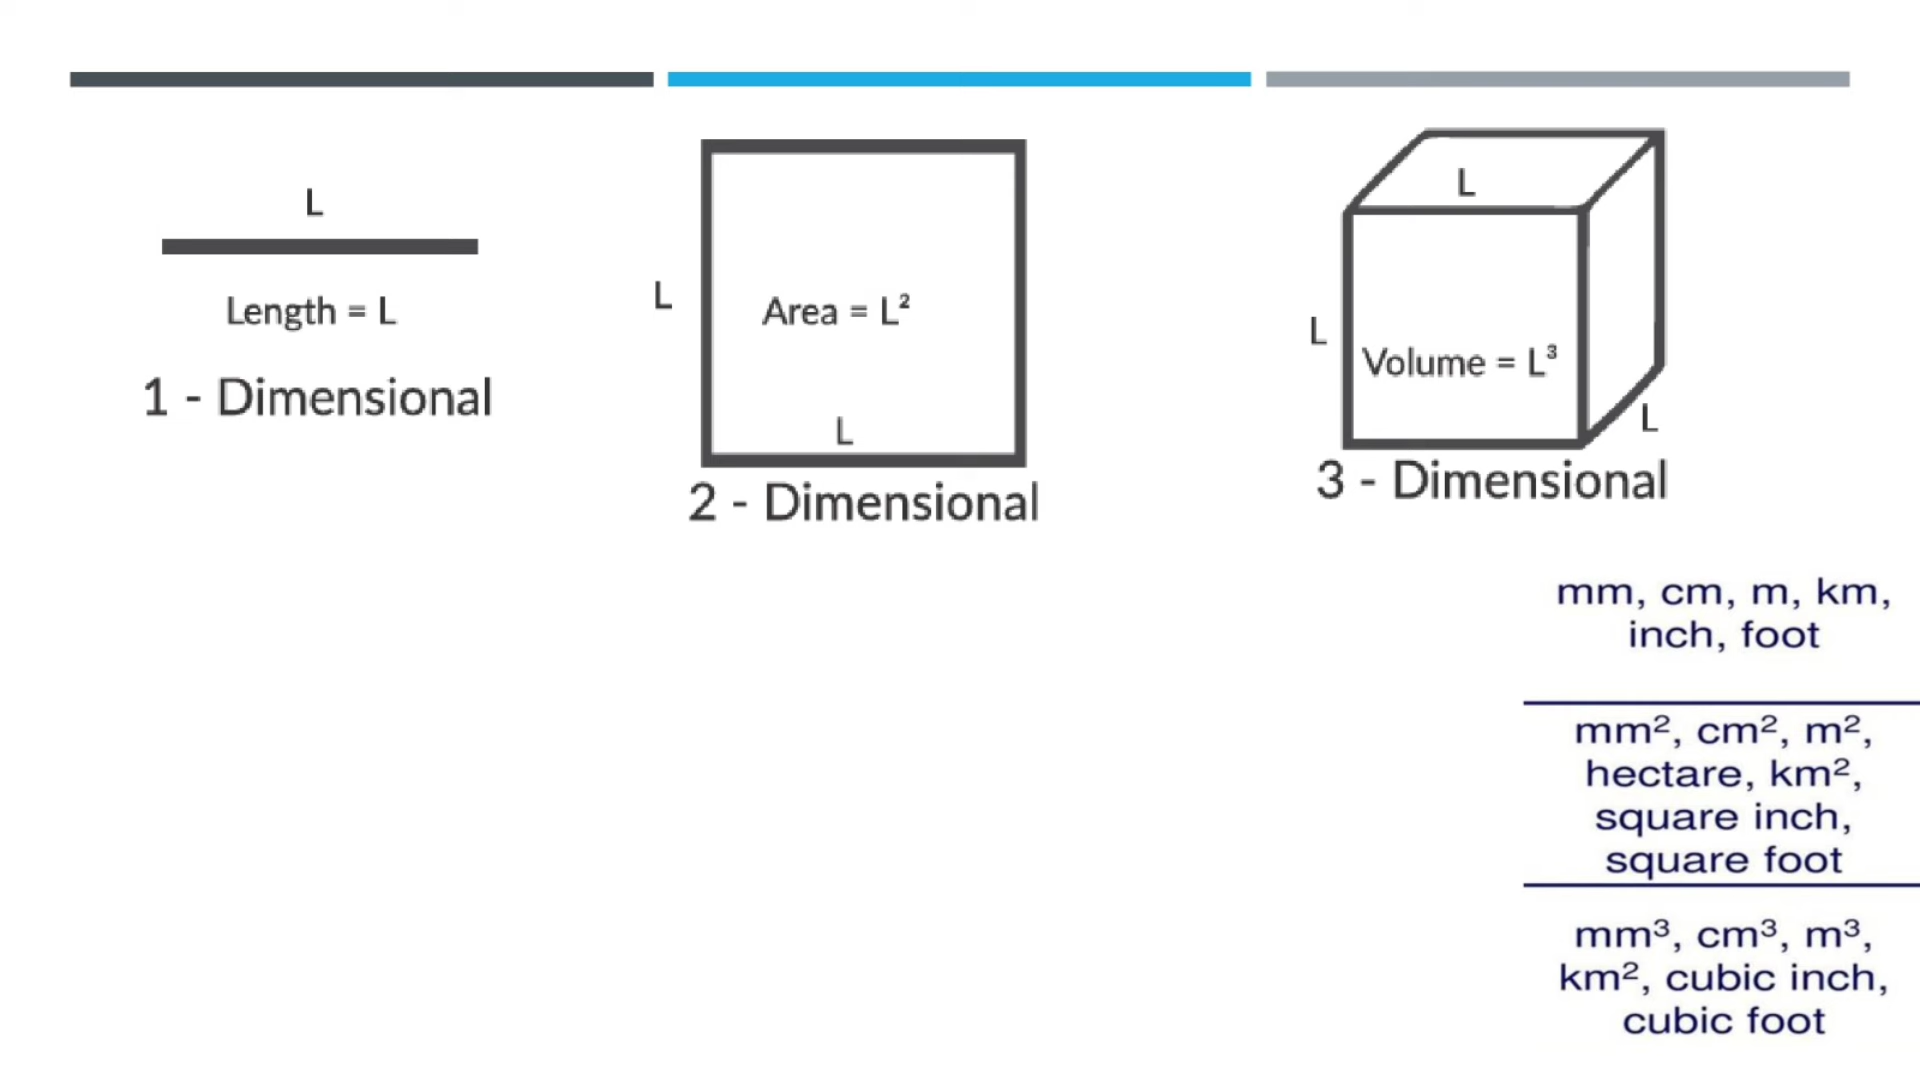 L
Length = L
1 - Dimensional
L
Area = L²
L
2 - Dimensional
L
L
Volume = L³
L
3 - Dimensional
mm, cm, m, km,
inch, foot
mm², cm², m²,
hectare, km²,
square inch,
square foot
mm³, cm³, m³,
km², cubic inch,
cubic foot